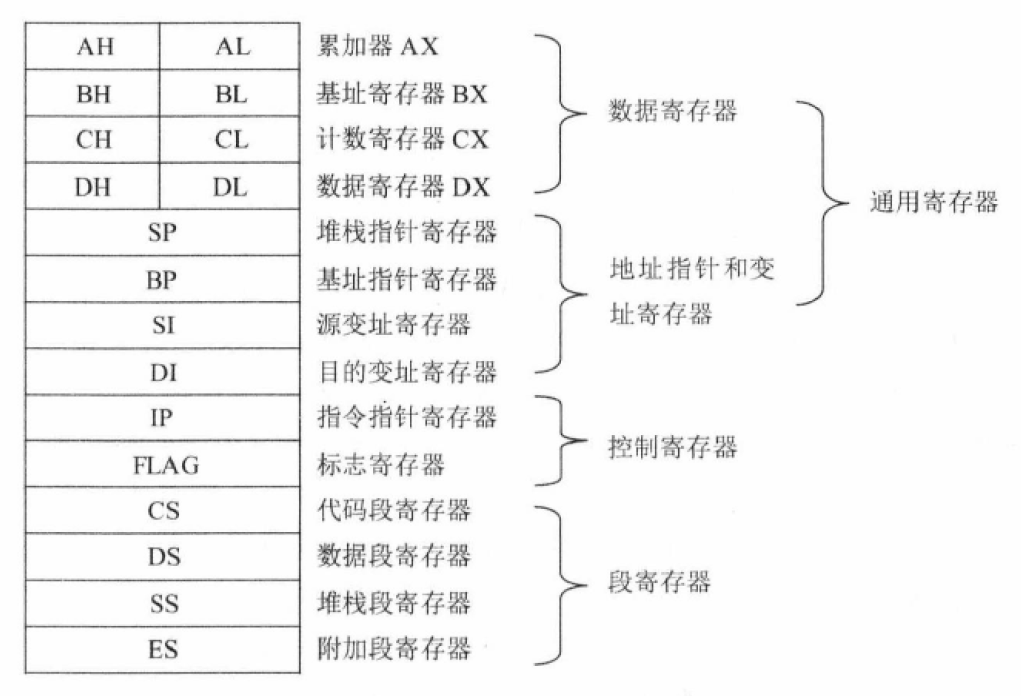 AH AL 累加器 AX
BH BL 基址寄存器 BX
CH CL 计数寄存器 CX
DH DL 数据寄存器 DX
SP 堆栈指针寄存器
BP 基址指针寄存器
SI 源变址寄存器
DI 目的变址寄存器
IP 指令指针寄存器
FLAG 标志寄存器
CS 代码段寄存器
DS 数据段寄存器
SS 堆栈段寄存器
ES 附加段寄存器
数据寄存器
地址指针和变
址寄存器
通用寄存器
控制寄存器
段寄存器